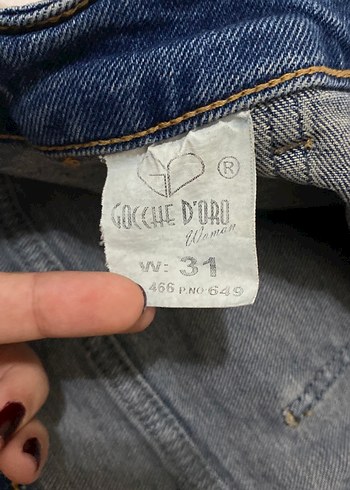 ®
GOCCHE D'ORO
Woman
W: 31
466 P.NO 649